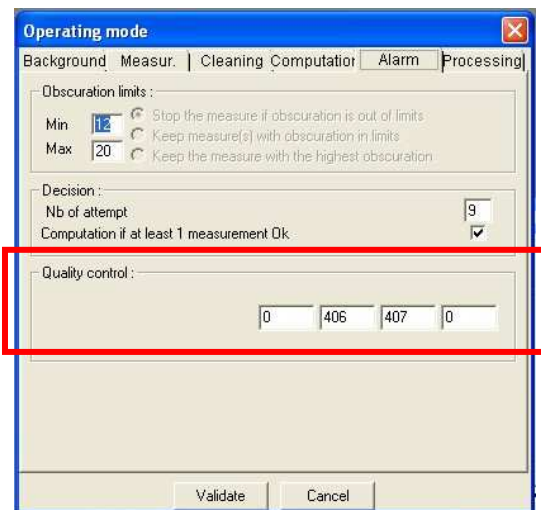 Operating mode
Background Measur. Cleaning Computation Alarm Processing
Obscuration limits :
Min 12 Stop the measure if obscuration is out of limits
Keep measure(s) with obscuration in limits
Max 20 Keep the measure with the highest obscuration
Decision :
Nb of attempt 9
Computation if at least 1 measurement Ok
Quality control :
0 406 407 0
Validate Cancel